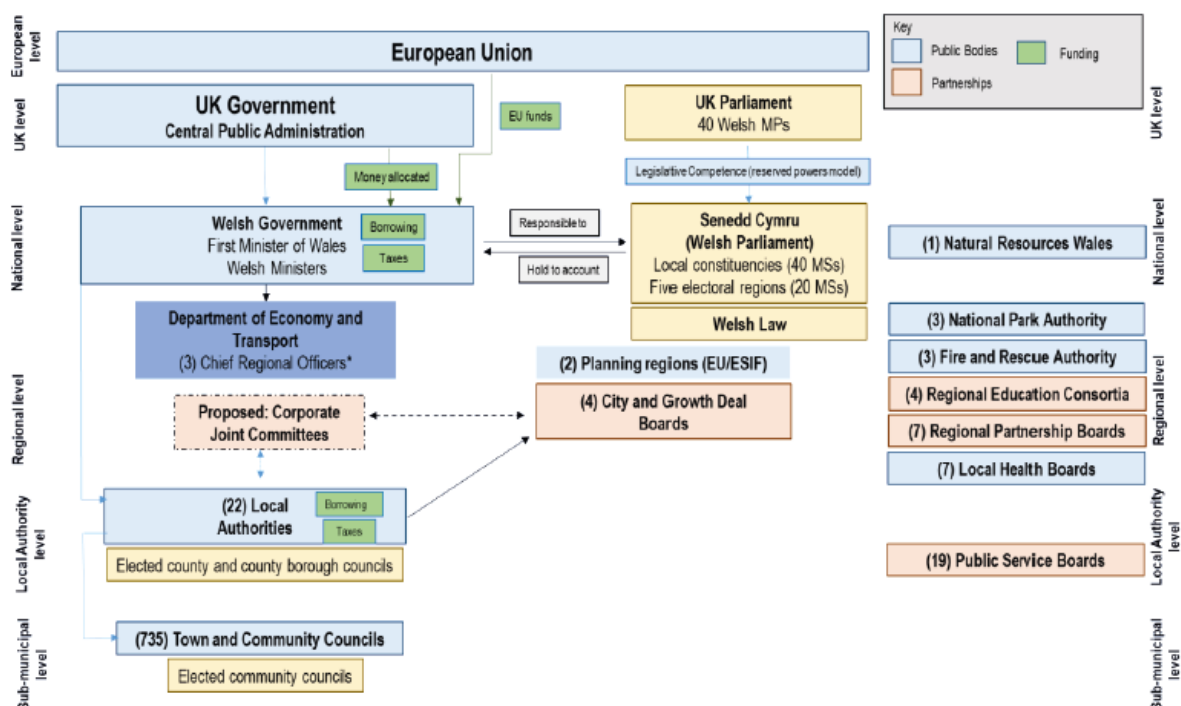 European level
European Union
Key
Public Bodies
Funding
Partnerships
UK level
UK Government
Central Public Administration
EU funds
UK Parliament
40 Welsh MPs
UK level
Money allocated
Legislative Competence (reserved powers model)
National level
Welsh Government
First Minister of Wales
Welsh Ministers
Borrowing
Taxes
Responsible to
Hold to account
Senedd Cymru
(Welsh Parliament)
Local constituencies (40 MSs)
Five electoral regions (20 MSs)
Welsh Law
(1) Natural Resources Wales
National level
Department of Economy and
Transport
(3) Chief Regional Officers*
(2) Planning regions (EU/ESIF)
(4) City and Growth Deal
Boards
(3) National Park Authority
(3) Fire and Rescue Authority
(4) Regional Education Consortia
(7) Regional Partnership Boards
(7) Local Health Boards
Regional level
Regional level
Proposed: Corporate
Joint Committees
Local Authority
level
(22) Local
Authorities
Borrowing
Taxes
Elected county and county borough councils
(19) Public Service Boards
Local Authority
level
Sub-municipal
level
(735) Town and Community Councils
Elected community councils
Sub-municipal
level